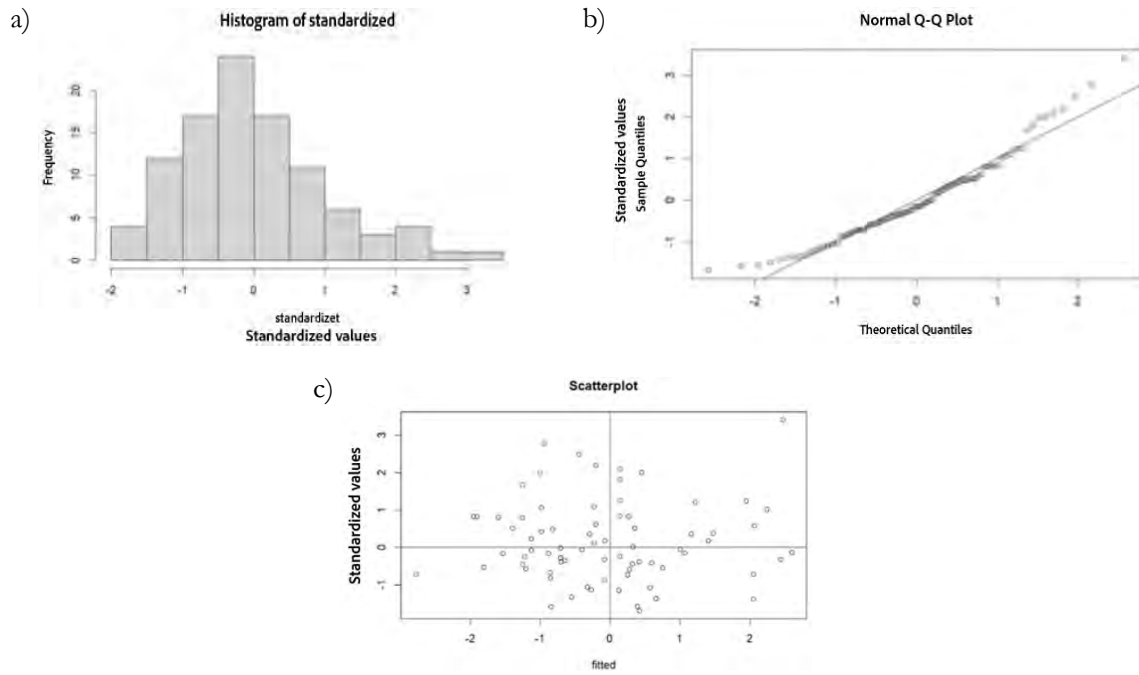 a)
Histogram of standardized
Frequency
20
15
10
5
0
-2 -1 0 1 2 3
standardizet
Standardized values
b)
Normal Q-Q Plot
Standardized values
Sample Quantiles
3
2
1
0
-1
-2 -1 0 1 2
Theoretical Quantiles
c)
Scatterplot
Standardized values
3
2
1
0
-1
-2 -1 0 1 2
fitted